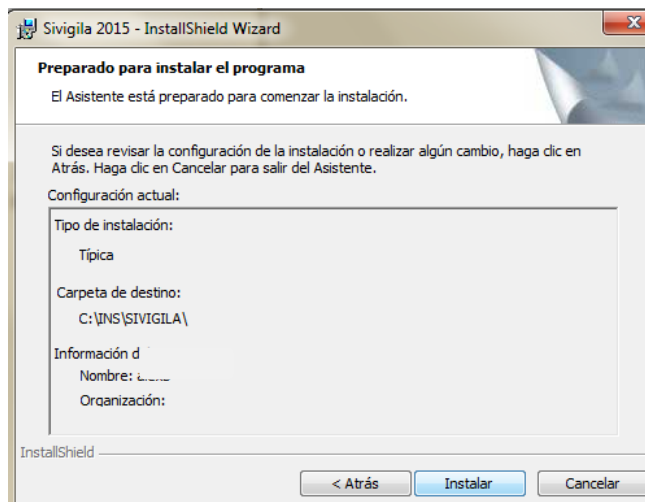 Sivigila 2015 - InstallShield Wizard
Preparado para instalar el programa
El Asistente está preparado para comenzar la instalación.
Si desea revisar la configuración de la instalación o realizar algún cambio, haga clic en
Atrás. Haga clic en Cancelar para salir del Asistente.
Configuración actual:
Tipo de instalación:
Típica
Carpeta de destino:
C:\INS\SIVIGILA\
Información
Nombre:
Organización:
InstallShield
< Atrás
Instalar
Cancelar